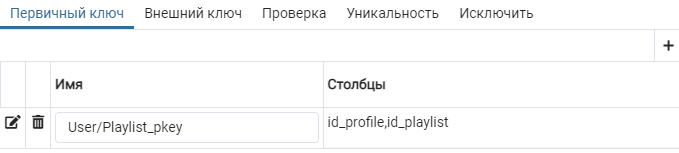 Первичный ключ Внешний ключ Проверка Уникальность Исключить
Имя Столбцы
User/Playlist_pkey id_profile,id_playlist